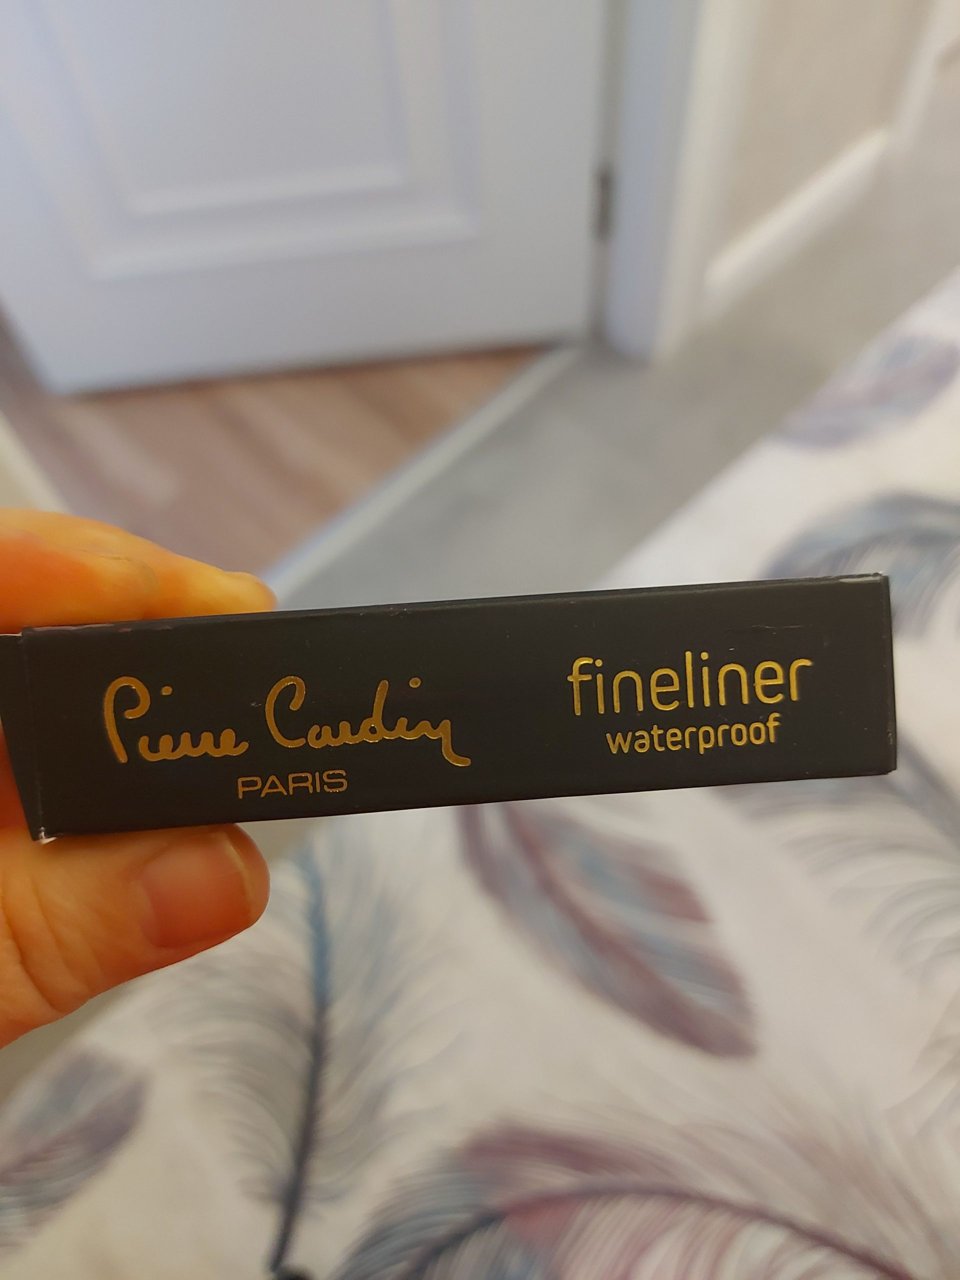 Pierre Cardin
PARIS
fineliner
waterproof